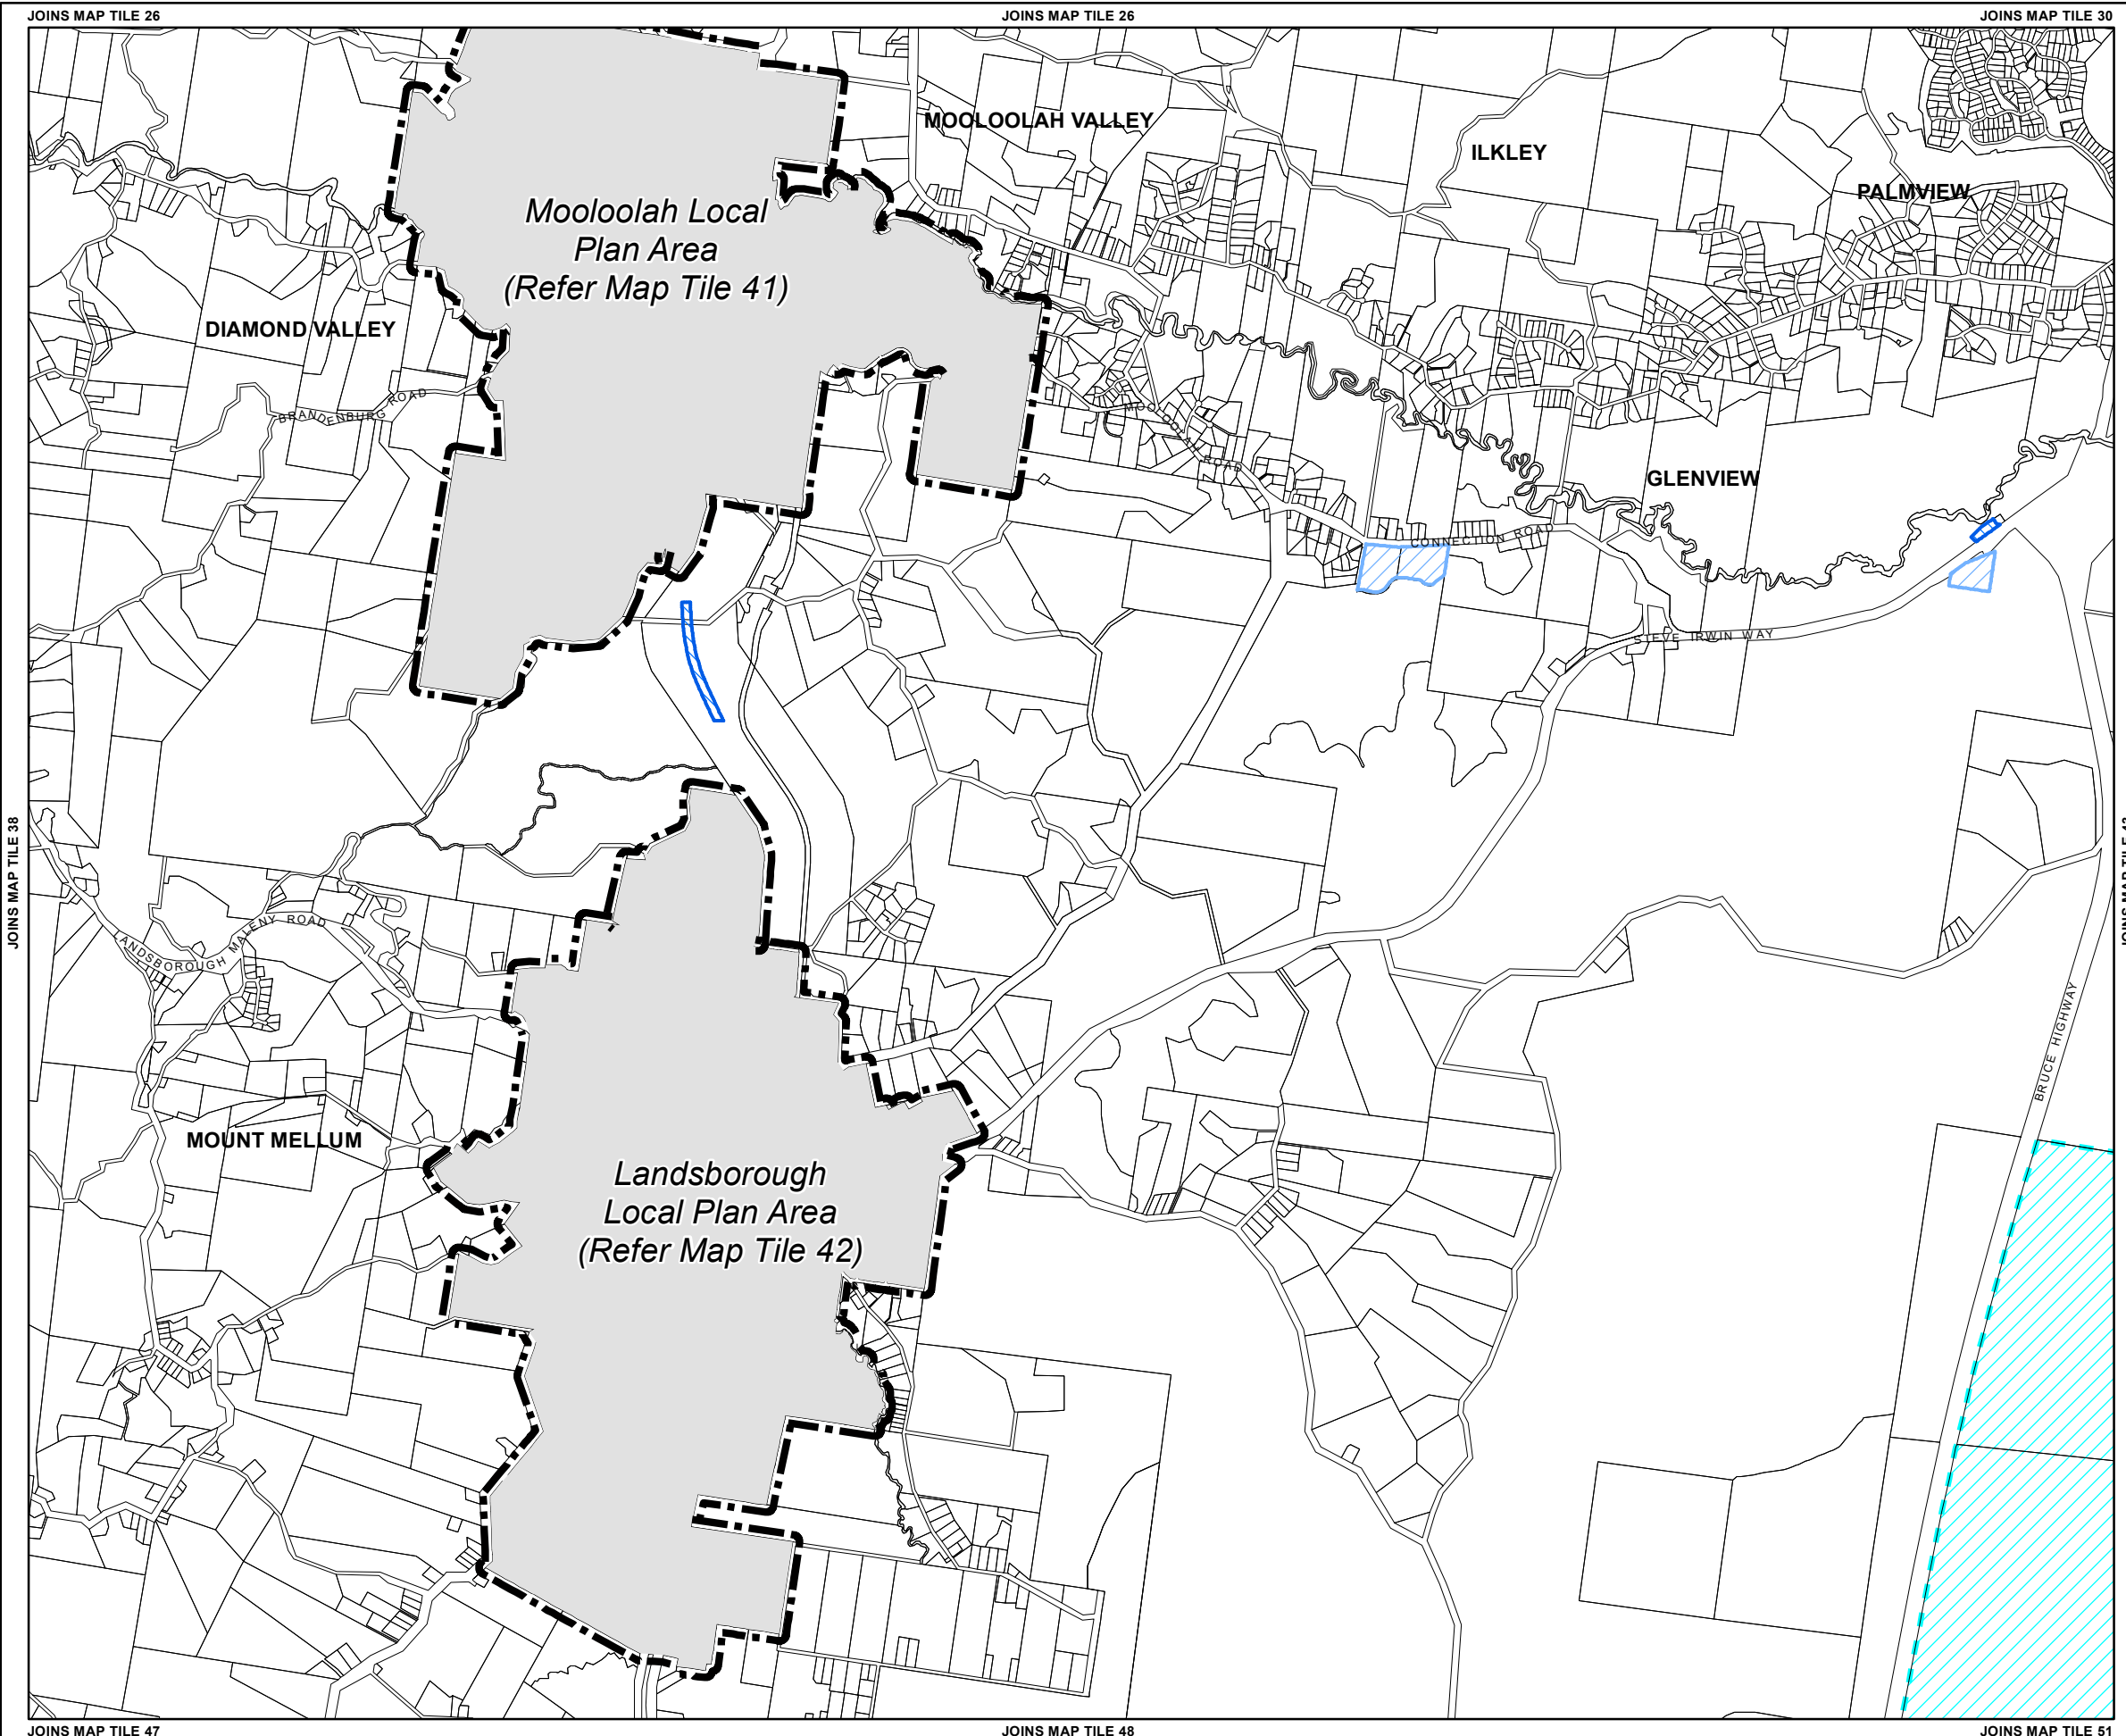 JOINS MAP TILE 26
JOINS MAP TILE 26
JOINS MAP TILE 30
MOOLOOLAH VALLEY
ILKLEY
PALMVIEW
Mooloolah Local
Plan Area
(Refer Map Tile 41)
DIAMOND VALLEY
BRANDENBURG ROAD
MOOLOOLAH ROAD
GLENVIEW
CONNECTION ROAD
STEVE IRWIN WAY
JOINS MAP TILE 38
LANDSBOROUGH MALENY ROAD
BRUCE HIGHWAY
MOUNT MELLUM
Landsborough
Local Plan Area
(Refer Map Tile 42)
JOINS MAP TILE 47
JOINS MAP TILE 48
JOINS MAP TILE 51